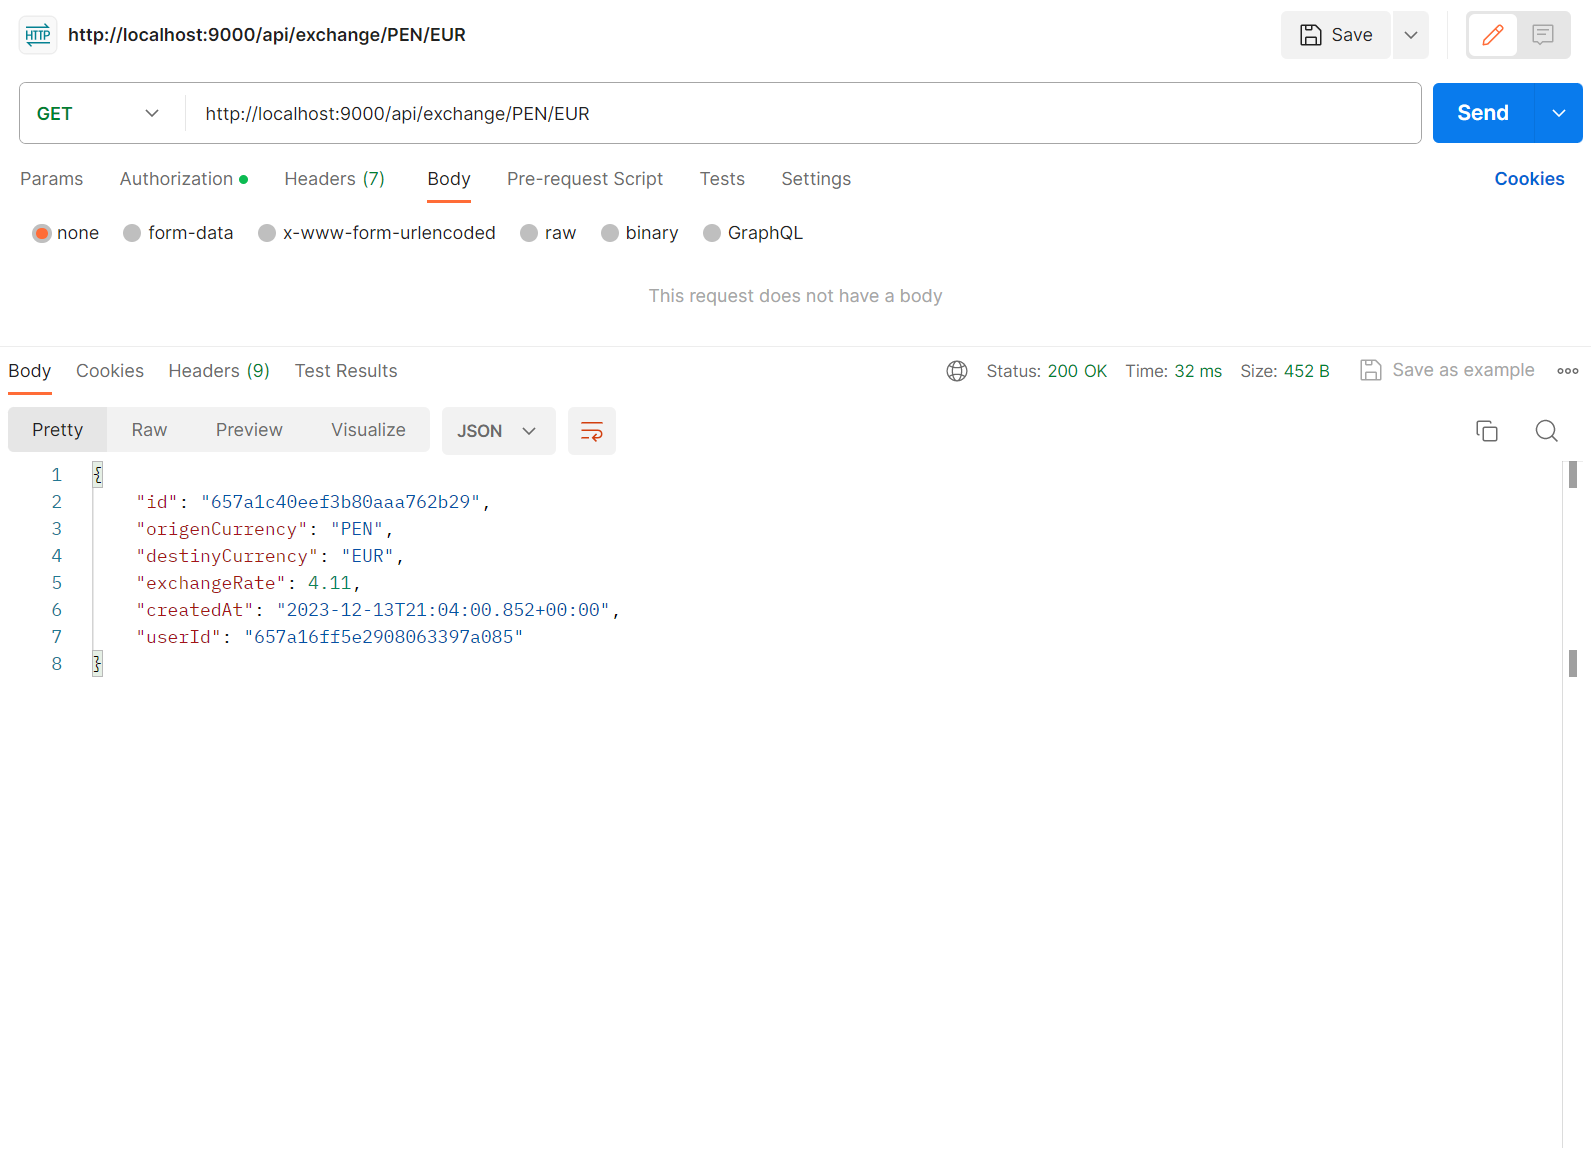 HTTP http://localhost:9000/api/exchange/PEN/EUR Save
GET http://localhost:9000/api/exchange/PEN/EUR Send
Params Authorization Headers (7) Body Pre-request Script Tests Settings Cookies
none form-data x-www-form-urlencoded raw binary GraphQL
This request does not have a body
Body Cookies Headers (9) Test Results Status: 200 OK Time: 32 ms Size: 452 B Save as example
Pretty Raw Preview Visualize JSON
1 {
2 "id": "657a1c40eef3b80aaa762b29",
3 "origenCurrency": "PEN",
4 "destinyCurrency": "EUR",
5 "exchangeRate": 4.11,
6 "createdAt": "2023-12-13T21:04:00.852+00:00",
7 "userId": "657a16ff5e2908063397a085"
8 }